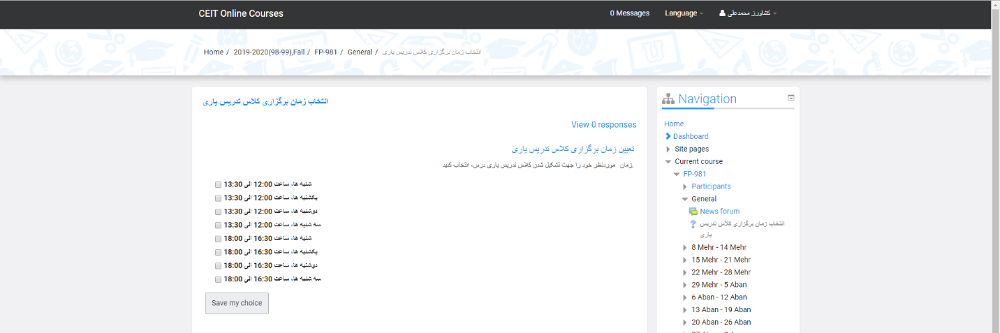 CEIT Online Courses
0 Messages
Language
کشاورز محمدعلی
Home / 2019-2020(98-99),Fall / FP-981 / General / انتخاب زمان برگزاری کلاس تدریس یاری
انتخاب زمان برگزاری کلاس تدریس یاری
View 0 responses
تعیین زمان برگزاری کلاس تدریس یاری
.زمان موردنظر خود را جهت تشکیل شدن کلاس تدریس یاری درس، انتخاب کنید
شنبه ها، ساعت 12:00 الی 13:30
یکشنبه ها، ساعت 12:00 الی 13:30
دوشنبه ها، ساعت 12:00 الی 13:30
سه شنبه ها، ساعت 12:00 الی 13:30
شنبه ها، ساعت 16:30 الی 18:00
یکشنبه ها، ساعت 16:30 الی 18:00
دوشنبه ها، ساعت 16:30 الی 18:00
سه شنبه ها، ساعت 16:30 الی 18:00
Save my choice
Navigation
Home
Dashboard
Site pages
Current course
FP-981
Participants
General
News forum
انتخاب زمان برگزاری کلاس تدریس
یاری
8 Mehr - 14 Mehr
15 Mehr - 21 Mehr
22 Mehr - 28 Mehr
29 Mehr - 5 Aban
6 Aban - 12 Aban
13 Aban - 19 Aban
20 Aban - 26 Aban